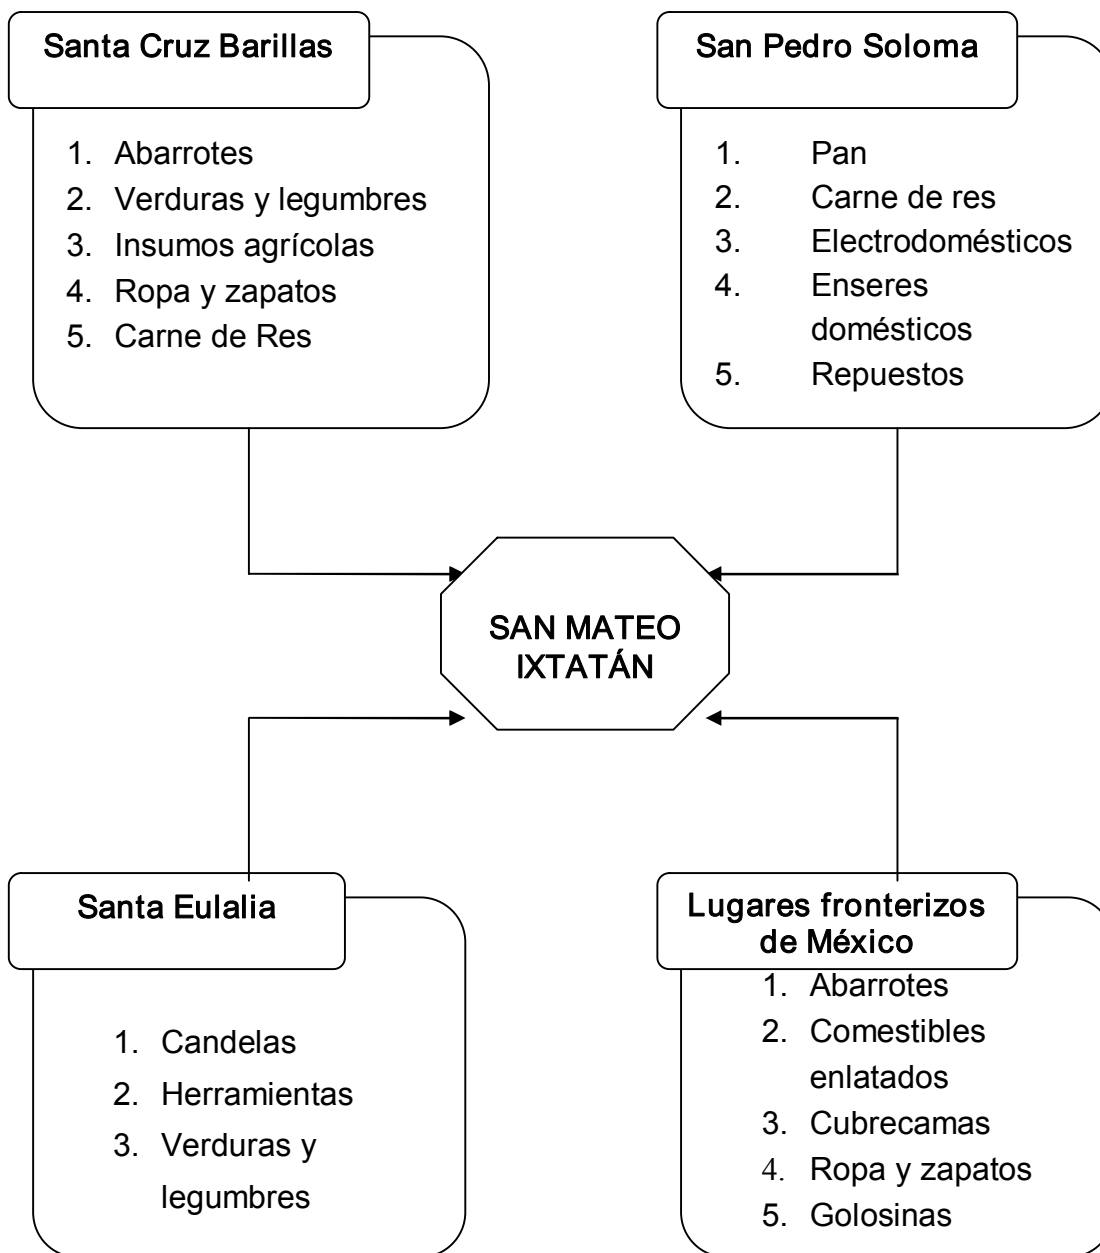 Santa Cruz Barillas
1. Abarrotes
2. Verduras y legumbres
3. Insumos agrícolas
4. Ropa y zapatos
5. Carne de Res
San Pedro Soloma
1. Pan
2. Carne de res
3. Electrodomésticos
4. Enseres
domésticos
5. Repuestos
SAN MATEO
IXTATÁN
Santa Eulalia
1. Candelas
2. Herramientas
3. Verduras y
legumbres
Lugares fronterizos
de México
1. Abarrotes
2. Comestibles
enlatados
3. Cubrecamas
4. Ropa y zapatos
5. Golosinas